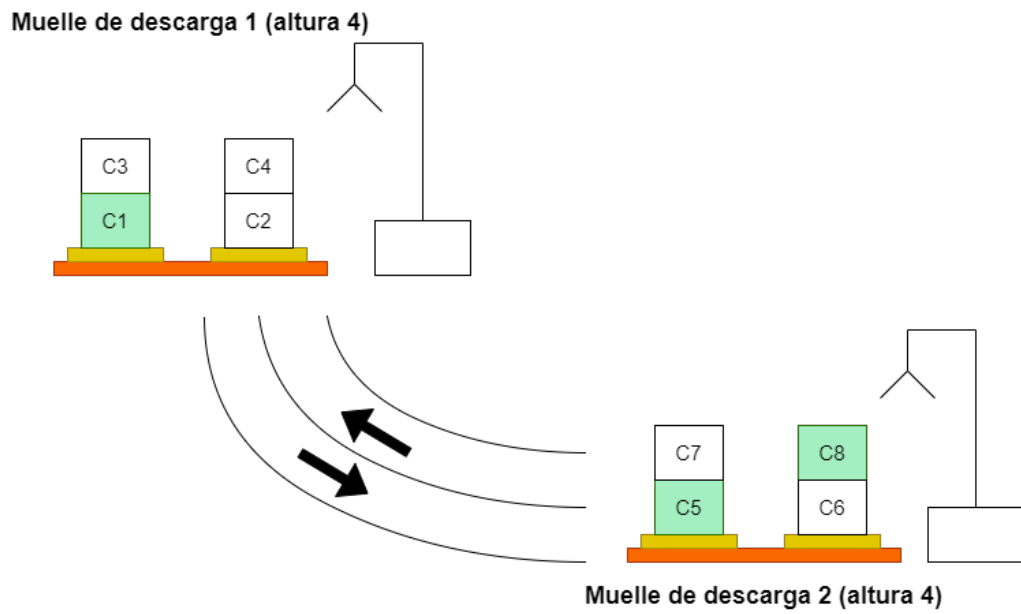 Muelle de descarga 1 (altura 4)
C3 C4
C1 C2
C7 C8
C5 C6
Muelle de descarga 2 (altura 4)